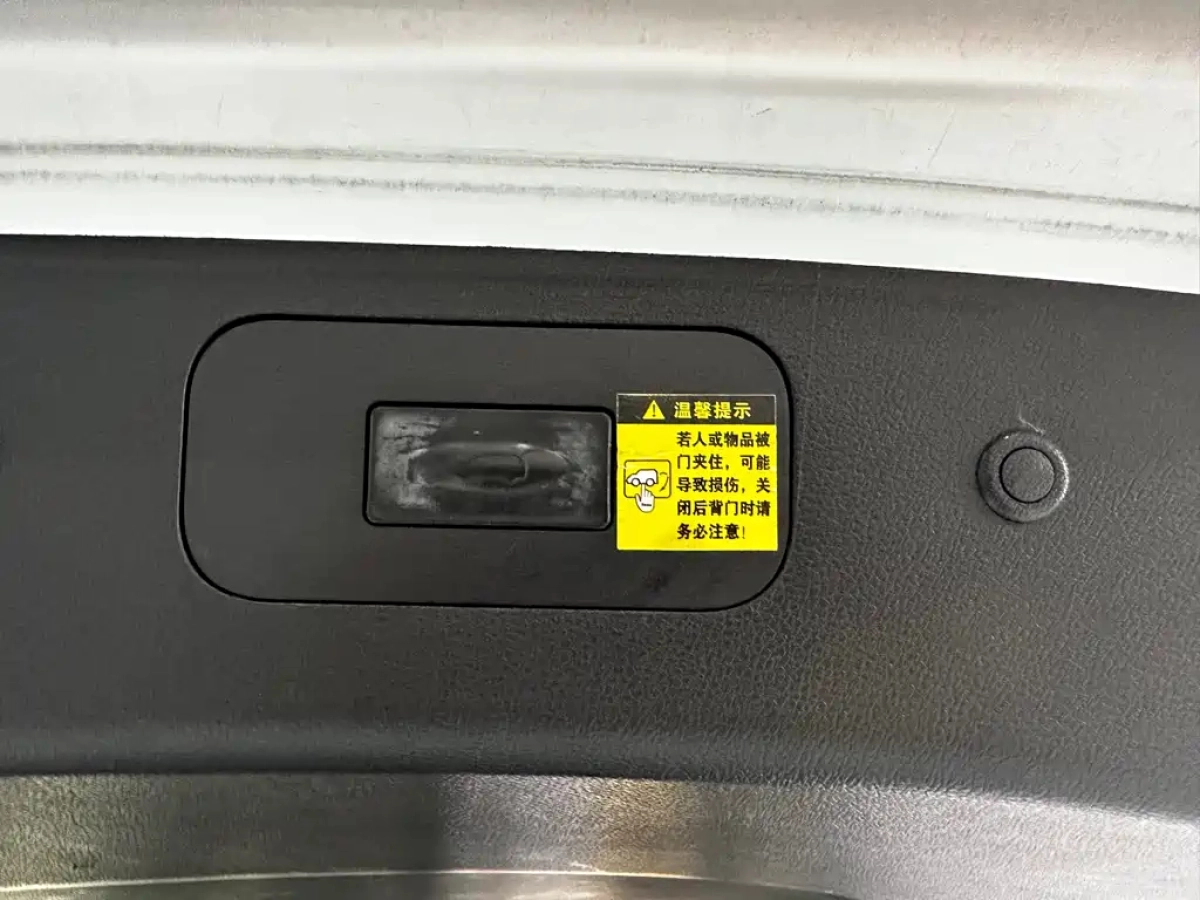 温馨提示
若人或物品被
门夹住，可能
导致损伤，关
闭后背门时请
务必注意！